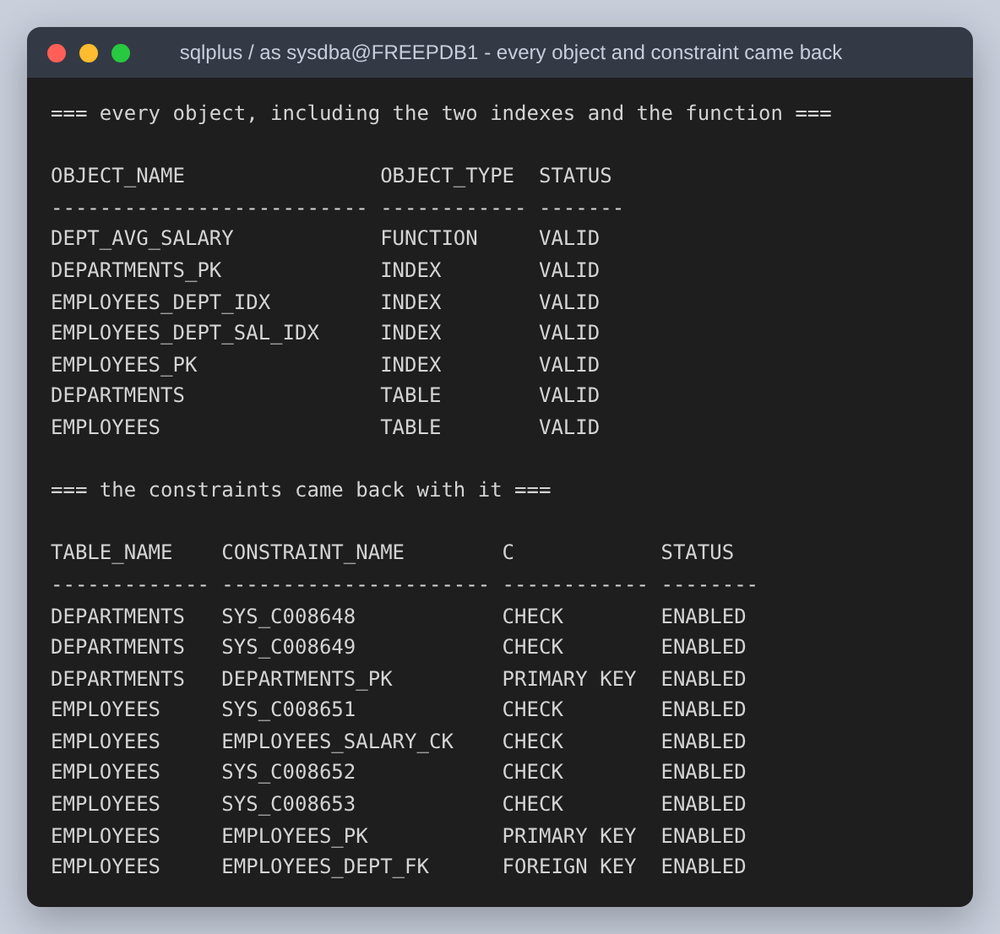 sqlplus / as sysdba@FREEPDB1 - every object and constraint came back
=== every object, including the two indexes and the function ===
OBJECT_NAME                OBJECT_TYPE  STATUS
-------------------------- ------------ -------
DEPT_AVG_SALARY            FUNCTION     VALID
DEPARTMENTS_PK             INDEX        VALID
EMPLOYEES_DEPT_IDX         INDEX        VALID
EMPLOYEES_DEPT_SAL_IDX     INDEX        VALID
EMPLOYEES_PK               INDEX        VALID
DEPARTMENTS                TABLE        VALID
EMPLOYEES                  TABLE        VALID
=== the constraints came back with it ===
TABLE_NAME    CONSTRAINT_NAME        C            STATUS
------------- ---------------------- ------------ --------
DEPARTMENTS   SYS_C008648            CHECK        ENABLED
DEPARTMENTS   SYS_C008649            CHECK        ENABLED
DEPARTMENTS   DEPARTMENTS_PK         PRIMARY KEY  ENABLED
EMPLOYEES     SYS_C008651            CHECK        ENABLED
EMPLOYEES     EMPLOYEES_SALARY_CK    CHECK        ENABLED
EMPLOYEES     SYS_C008652            CHECK        ENABLED
EMPLOYEES     SYS_C008653            CHECK        ENABLED
EMPLOYEES     EMPLOYEES_PK           PRIMARY KEY  ENABLED
EMPLOYEES     EMPLOYEES_DEPT_FK      FOREIGN KEY  ENABLED